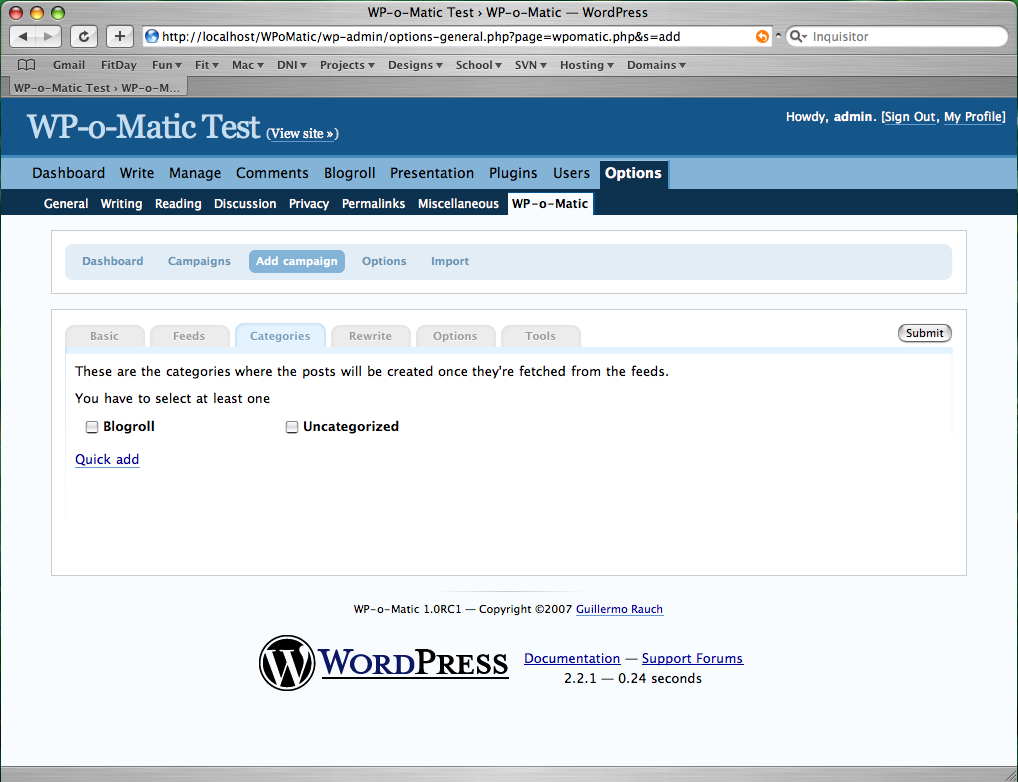 WP-o-Matic Test › WP-o-Matic — WordPress
http://localhost/WPoMatic/wp-admin/options-general.php?page=wpomatic.php&s=add
Inquisitor
Gmail FitDay Fun Fit Mac DNI Projects Designs School SVN Hosting Domains
WP-o-Matic Test › WP-o-M...
WP-o-Matic Test (View site »)
Howdy, admin. [Sign Out, My Profile]
Dashboard Write Manage Comments Blogroll Presentation Plugins Users Options
General Writing Reading Discussion Privacy Permalinks Miscellaneous WP-o-Matic
Dashboard Campaigns Add campaign Options Import
Basic Feeds Categories Rewrite Options Tools Submit
These are the categories where the posts will be created once they're fetched from the feeds.
You have to select at least one
Blogroll Uncategorized
Quick add
WP-o-Matic 1.0RC1 — Copyright ©2007 Guillermo Rauch
WORDPRESS
Documentation — Support Forums
2.2.1 — 0.24 seconds